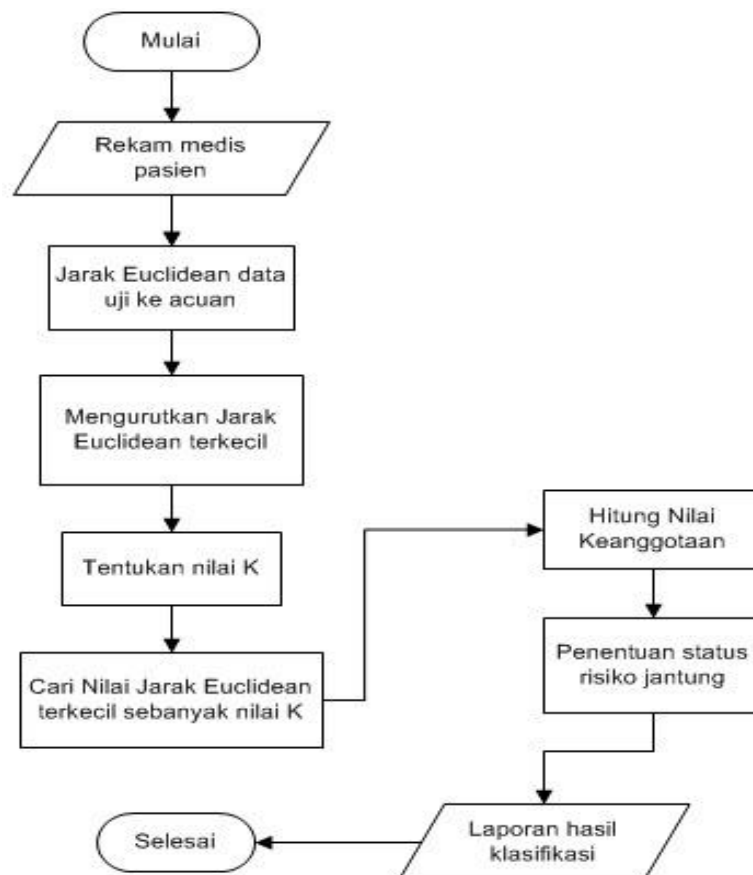 Mulai
Rekam medis
pasien
Jarak Euclidean data
uji ke acuan
Mengurutkan Jarak
Euclidean terkecil
Tentukan nilai K
Cari Nilai Jarak Euclidean
terkecil sebanyak nilai K
Hitung Nilai
Keanggotaan
Penentuan status
risiko jantung
Laporan hasil
klasifikasi
Selesai